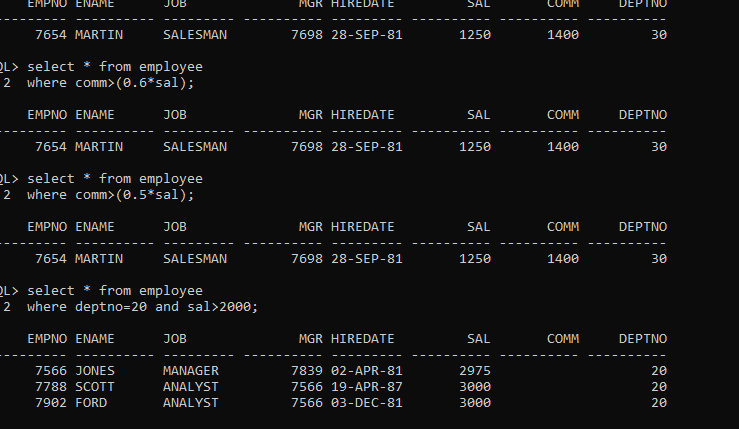 EMPNO ENAME      JOB              MGR HIREDATE         SAL       COMM     DEPTNO
---------- ---------- --------- ---------- --------- ---------- ---------- ----------
      7654 MARTIN     SALESMAN        7698 28-SEP-81       1250       1400         30
QL> select * from employee
2  where comm>(0.6*sal);
     EMPNO ENAME      JOB              MGR HIREDATE         SAL       COMM     DEPTNO
---------- ---------- --------- ---------- --------- ---------- ---------- ----------
      7654 MARTIN     SALESMAN        7698 28-SEP-81       1250       1400         30
QL> select * from employee
2  where comm>(0.5*sal);
     EMPNO ENAME      JOB              MGR HIREDATE         SAL       COMM     DEPTNO
---------- ---------- --------- ---------- --------- ---------- ---------- ----------
      7654 MARTIN     SALESMAN        7698 28-SEP-81       1250       1400         30
QL> select * from employee
2  where deptno=20 and sal>2000;
     EMPNO ENAME      JOB              MGR HIREDATE         SAL       COMM     DEPTNO
---------- ---------- --------- ---------- --------- ---------- ---------- ----------
      7566 JONES      MANAGER         7839 02-APR-81       2975                    20
      7788 SCOTT      ANALYST         7566 19-APR-87       3000                    20
      7902 FORD       ANALYST         7566 03-DEC-81       3000                    20